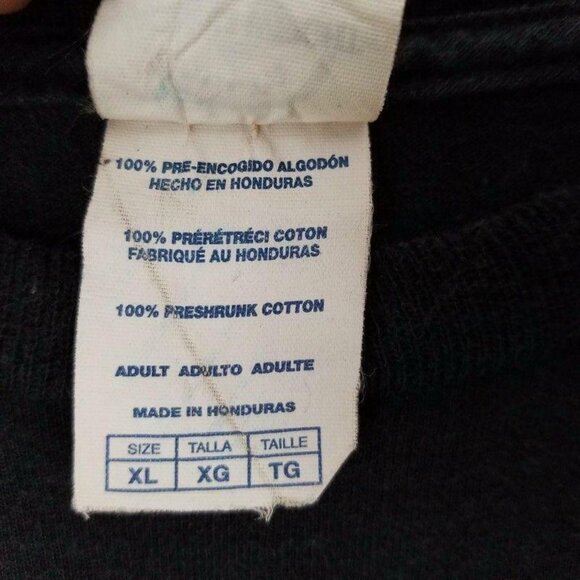 100% PRE-ENCOGIDO ALGODÓN
HECHO EN HONDURAS
100% PRÉRÉTRÉCI COTON
FABRIQUÉ AU HONDURAS
100% PRESHRUNK COTTON
ADULT ADULTO ADULTE
MADE IN HONDURAS
SIZE TALLA TAILLE
XL XG TG